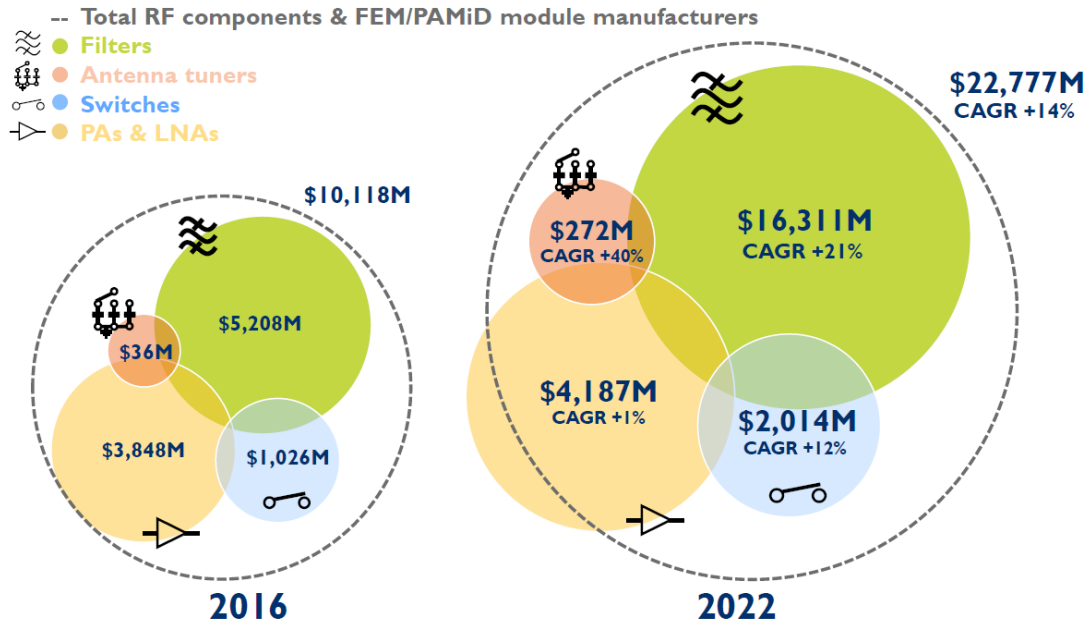 -- Total RF components & FEM/PAMiD module manufacturers
Filters
Antenna tuners
Switches
PAs & LNAs
$10,118M
$5,208M
$36M
$3,848M
$1,026M
2016
$22,777M
CAGR +14%
$16,311M
CAGR +21%
$272M
CAGR +40%
$4,187M
CAGR +1%
$2,014M
CAGR +12%
2022